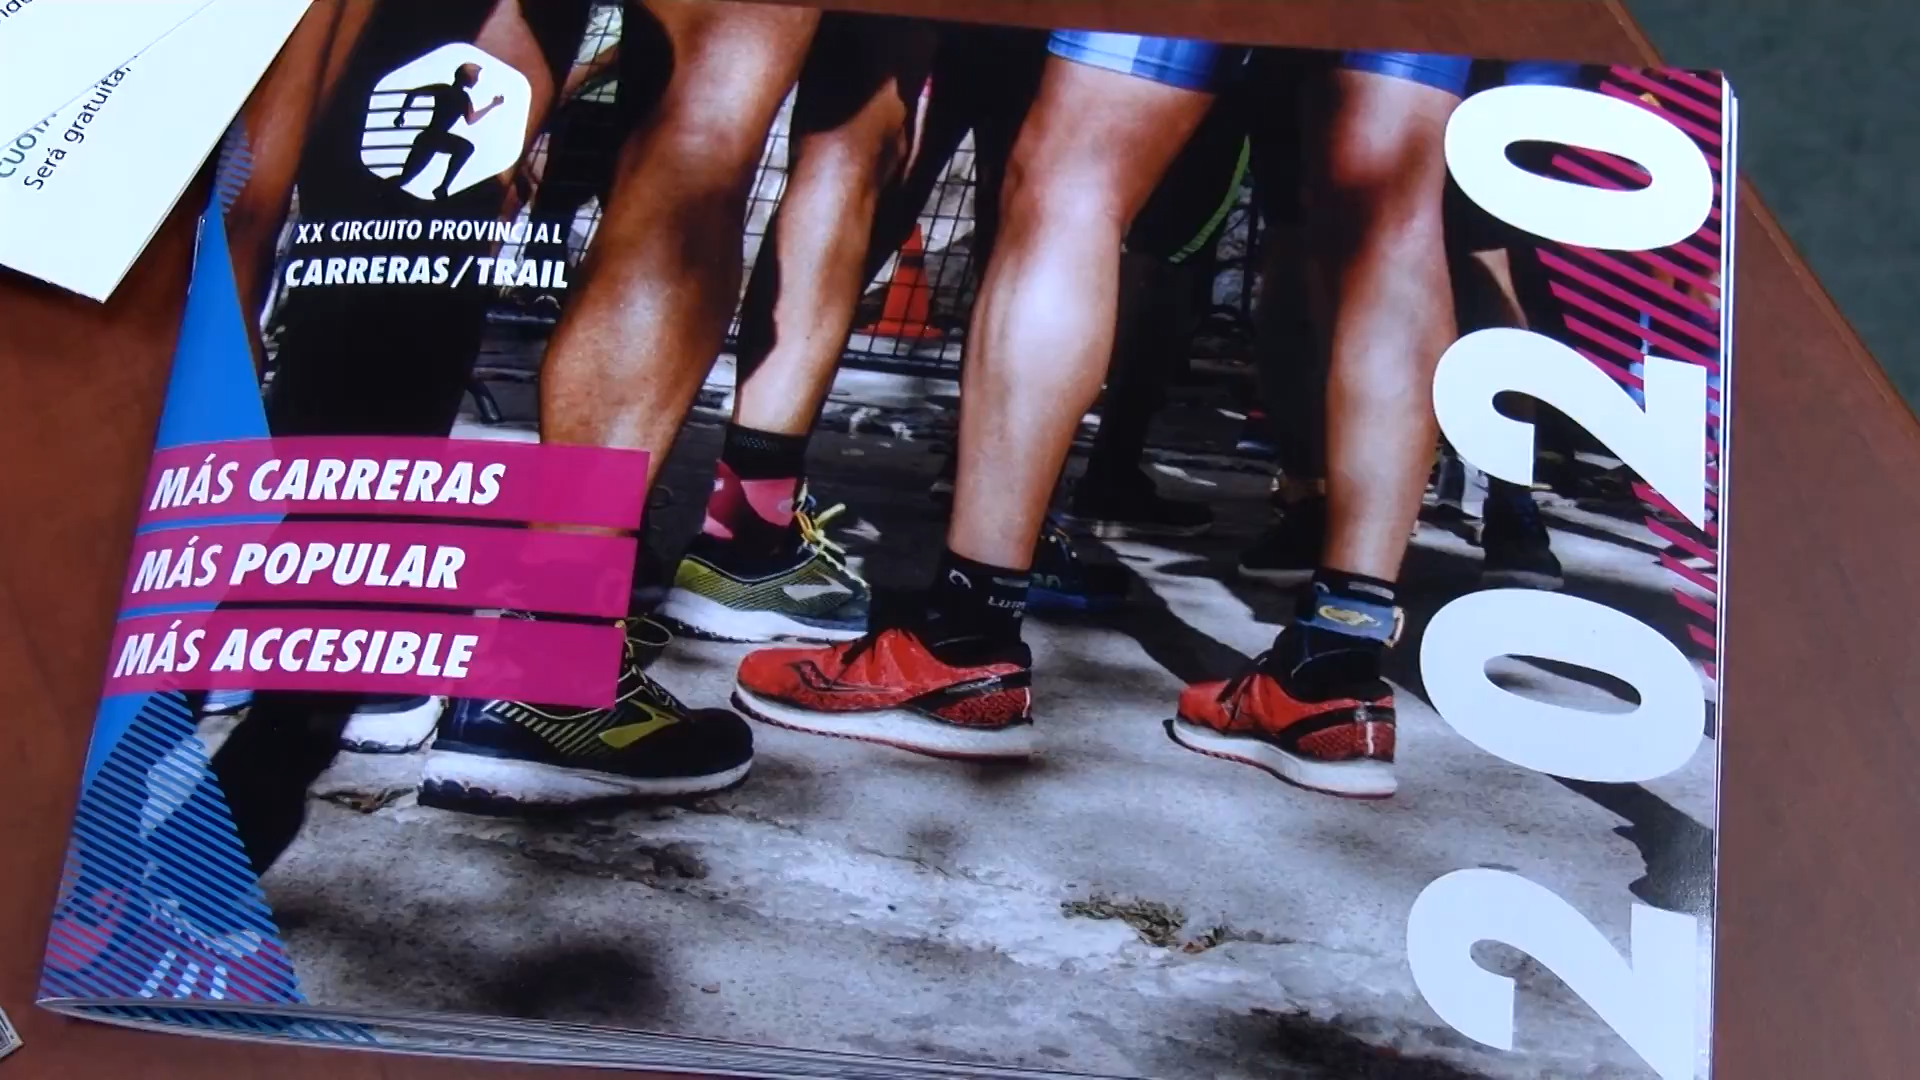 Será gratuita,
XX CIRCUITO PROVINCIAL
CARRERAS/TRAIL
MÁS CARRERAS
MÁS POPULAR
MÁS ACCESIBLE
2020